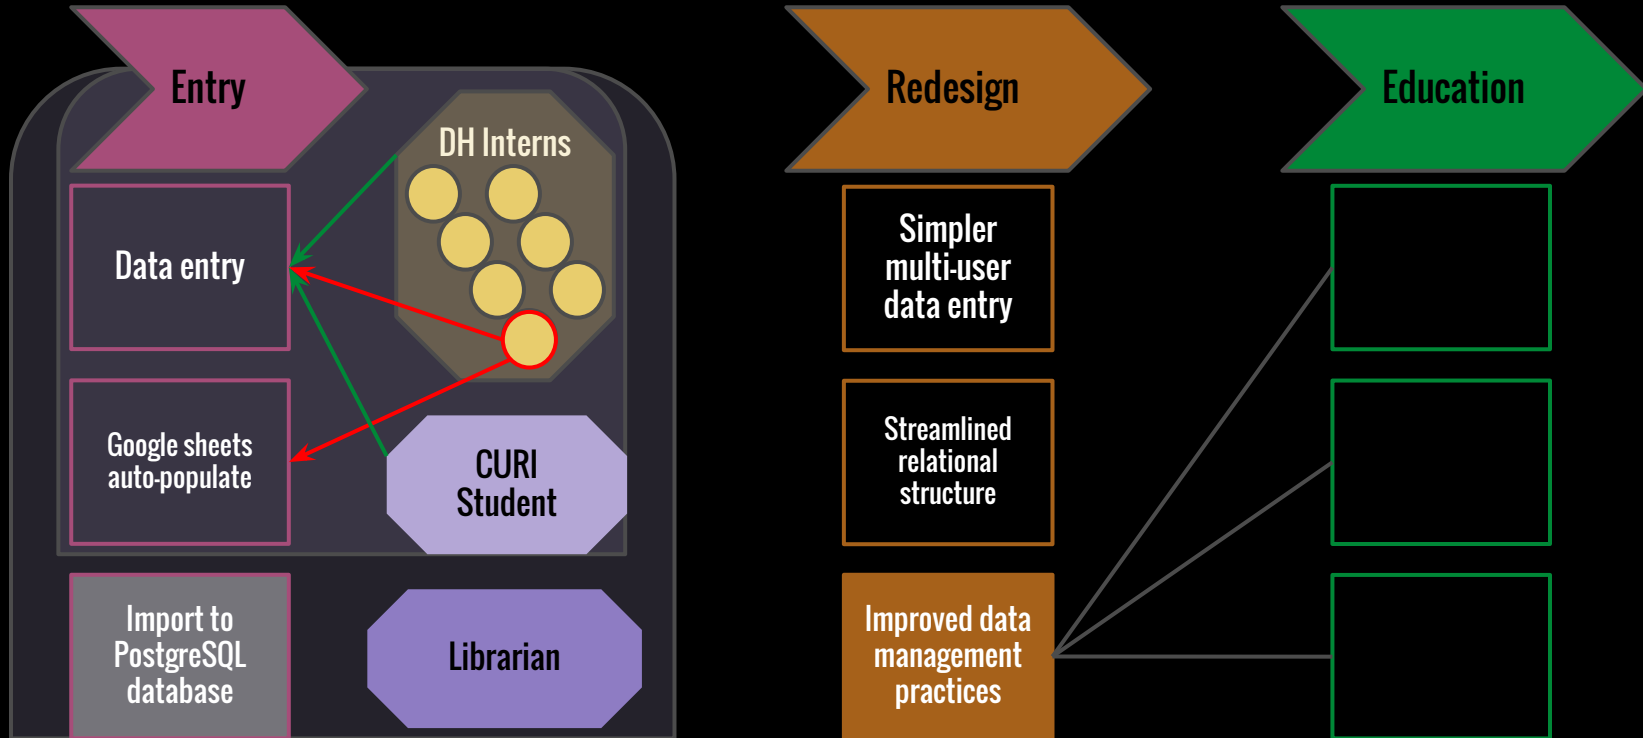 Entry
Redesign
Education
DH Interns
Data entry
Simpler
multi-user
data entry
Google sheets
auto-populate
CURI
Student
Streamlined
relational
structure
Import to
PostgreSQL
database
Librarian
Improved data
management
practices